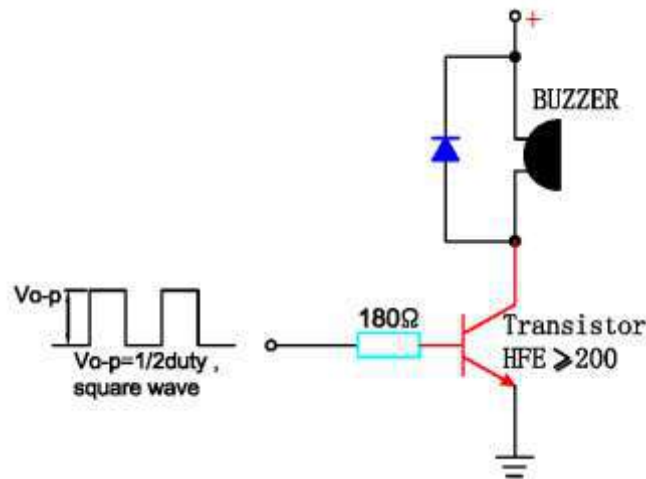 +
BUZZER
Vo-p
180Ω
Transistor
HFE ⩾200
Vo-p=1/2duty ,
square wave